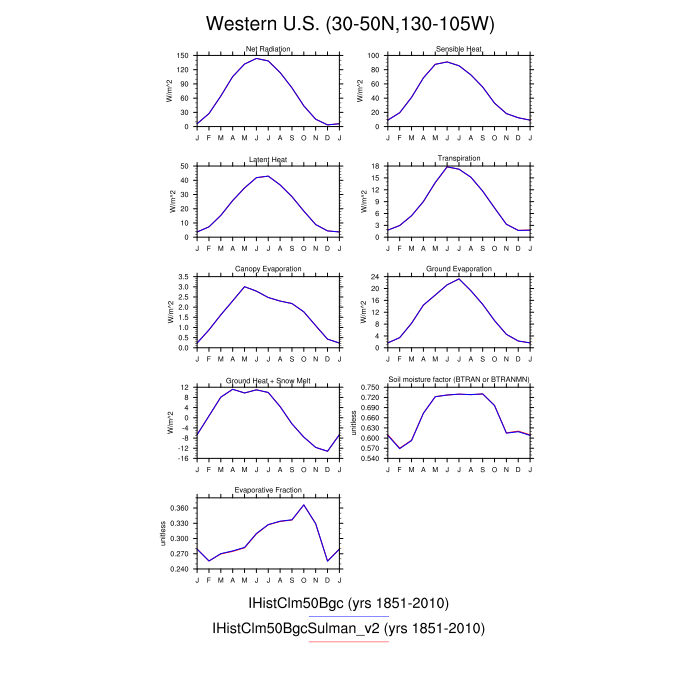 Western U.S. (30-50N,130-105W)
Net Radiation
W/m^2
150
120
90
60
30
0
J F M A M J J A S O N D J
Sensible Heat
W/m^2
100
80
60
40
20
0
J F M A M J J A S O N D J
Latent Heat
W/m^2
50
40
30
20
10
0
J F M A M J J A S O N D J
Transpiration
W/m^2
18
15
12
9
6
3
0
J F M A M J J A S O N D J
Canopy Evaporation
W/m^2
3.5
3.0
2.5
2.0
1.5
1.0
0.5
0.0
J F M A M J J A S O N D J
Ground Evaporation
W/m^2
24
20
16
12
8
4
0
J F M A M J J A S O N D J
Ground Heat + Snow Melt
W/m^2
12
8
4
0
-4
-8
-12
-16
J F M A M J J A S O N D J
Soil moisture factor (BTRAN or BTRANMN)
unitless
0.750
0.720
0.690
0.660
0.630
0.600
0.570
0.540
J F M A M J J A S O N D J
Evaporative Fraction
unitless
0.360
0.330
0.300
0.270
0.240
J F M A M J J A S O N D J
IHistClm50Bgc (yrs 1851-2010)
IHistClm50BgcSulman_v2 (yrs 1851-2010)